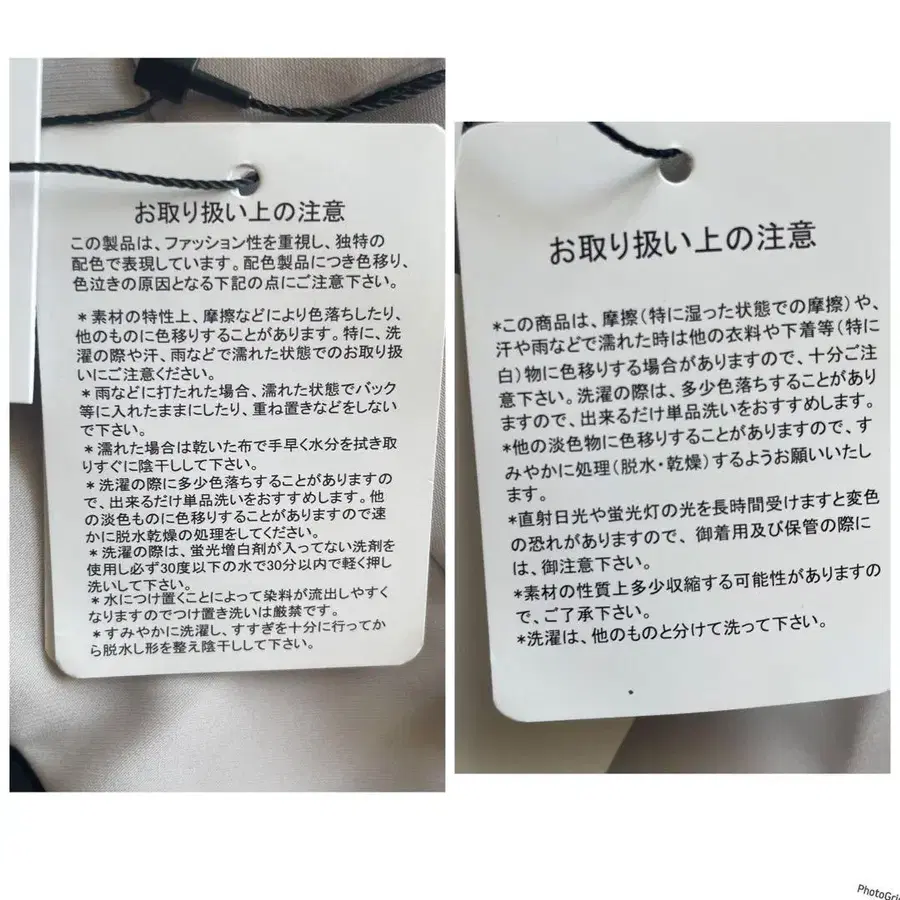 お取り扱い上の注意
この製品は、ファッション性を重視し、独特の
配色で表現しています。配色製品につき色移り、
色泣きの原因となる下記の点にご注意下さい。
＊素材の特性上、摩擦などにより色落ちしたり、
他のものに色移りすることがあります。特に、洗
濯の際や汗、雨などで濡れた状態でのお取り扱
いにご注意ください。
＊雨などに打たれた場合、濡れた状態でバック
等に入れたままにしたり、重ね置きなどをしない
で下さい。
＊濡れた場合は乾いた布で手早く水分を拭き取
りすぐに陰干しして下さい。
＊洗濯の際に多少色落ちすることがありますの
で、出来るだけ単品洗いをおすすめします。他
の淡色ものに色移りすることがありますので速
かに脱水乾燥の処理をしてください。
＊洗濯の際は、蛍光増白剤が入ってない洗剤を
使用し必ず30度以下の水で30分以内で軽く押し
洗いして下さい。
＊水につけ置くことによって染料が流出しやすく
なりますのでつけ置き洗いは厳禁です。
＊すみやかに洗濯し、すすぎを十分に行ってか
ら脱水し形を整え陰干しして下さい。
お取り扱い上の注意
＊この商品は、摩擦（特に湿った状態での摩擦）や、
汗や雨などで濡れた時は他の衣料や下着等（特に
白）物に色移りする場合がありますので、十分ご注
意下さい。洗濯の際は、多少色落ちすることがあり
ますので、出来るだけ単品洗いをおすすめします。
＊他の淡色物に色移りすることがありますので、す
みやかに処理（脱水・乾燥）するようお願いいたし
ます。
＊直射日光や蛍光灯の光を長時間受けますと変色
の恐れがありますので、御着用及び保管の際に
は、御注意下さい。
＊素材の性質上多少収縮する可能性がありますの
で、ご了承下さい。
＊洗濯は、他のものと分けて洗って下さい。